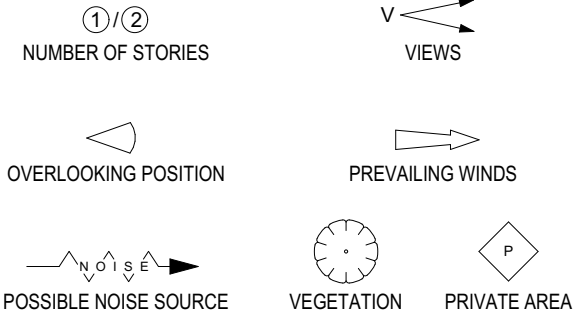 1/2
V
NUMBER OF STORIES
VIEWS
OVERLOOKING POSITION
PREVAILING WINDS
NOISE
P
POSSIBLE NOISE SOURCE
VEGETATION
PRIVATE AREA